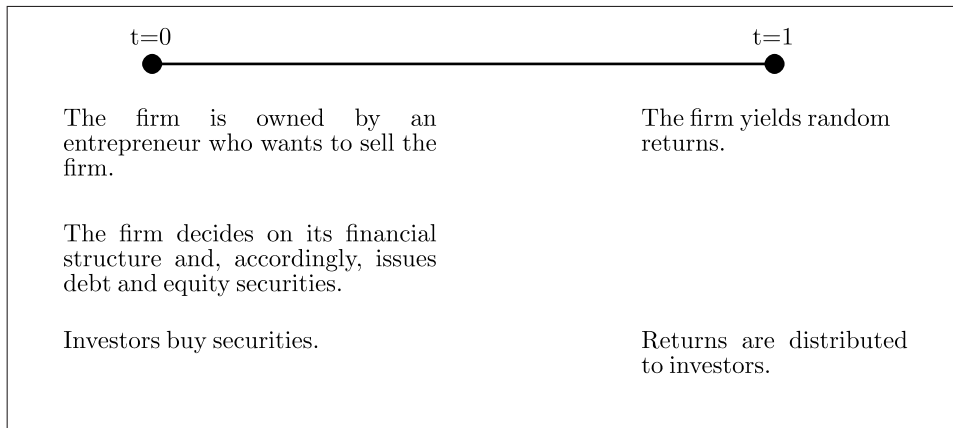 t=0
t=1
The firm is owned by an
entrepreneur who wants to sell the
firm.
The firm yields random
returns.
The firm decides on its financial
structure and, accordingly, issues
debt and equity securities.
Investors buy securities.
Returns are distributed
to investors.